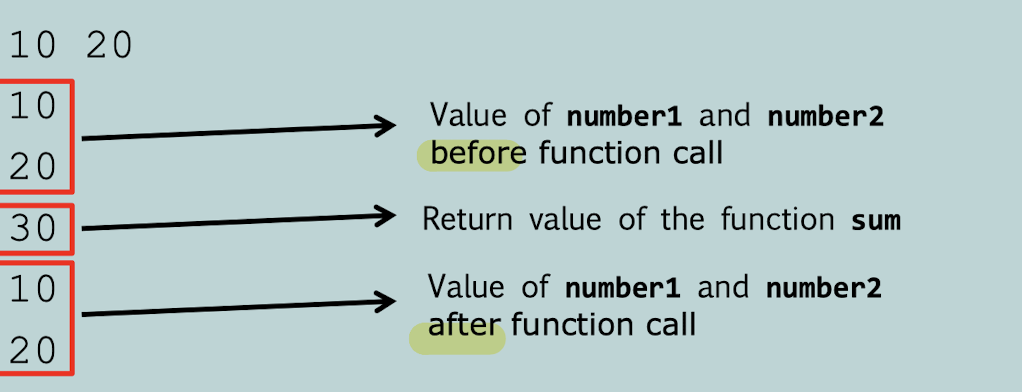 10 20
10
20
Value of number1 and number2
before function call
30
Return value of the function sum
10
20
Value of number1 and number2
after function call